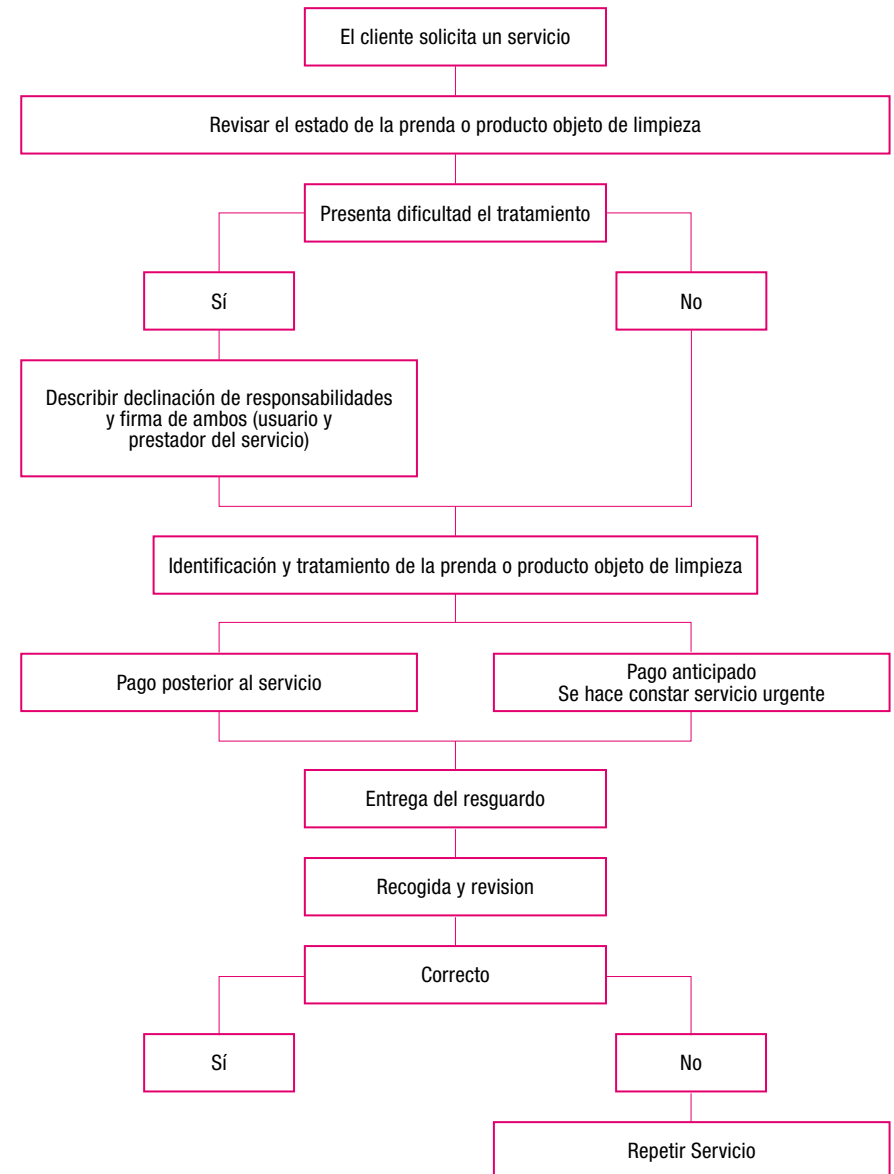 El cliente solicita un servicio
Revisar el estado de la prenda o producto objeto de limpieza
Presenta dificultad el tratamiento
Sí
No
Describir declinación de responsabilidades
y firma de ambos (usuario y
prestador del servicio)
Identificación y tratamiento de la prenda o producto objeto de limpieza
Pago posterior al servicio
Pago anticipado
Se hace constar servicio urgente
Entrega del resguardo
Recogida y revision
Correcto
Sí
No
Repetir Servicio